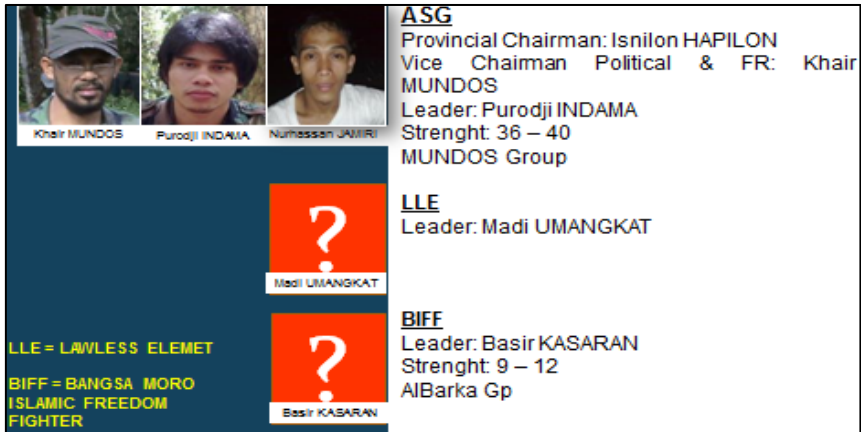 Khair MUNDOS
Purodji INDAMA
Nurhassan JAMIRI
ASG
Provincial Chairman: Isnilon HAPILON
Vice Chairman Political & FR: Khair
MUNDOS
Leader: Purodji INDAMA
Strenght: 36 – 40
MUNDOS Group
?
Madi UMANGKAT
LLE
Leader: Madi UMANGKAT
?
Basir KASARAN
BIFF
Leader: Basir KASARAN
Strenght: 9 – 12
AlBarka Gp
LLE = LAWLESS ELEMET
BIFF = BANGSA MORO
ISLAMIC FREEDOM
FIGHTER